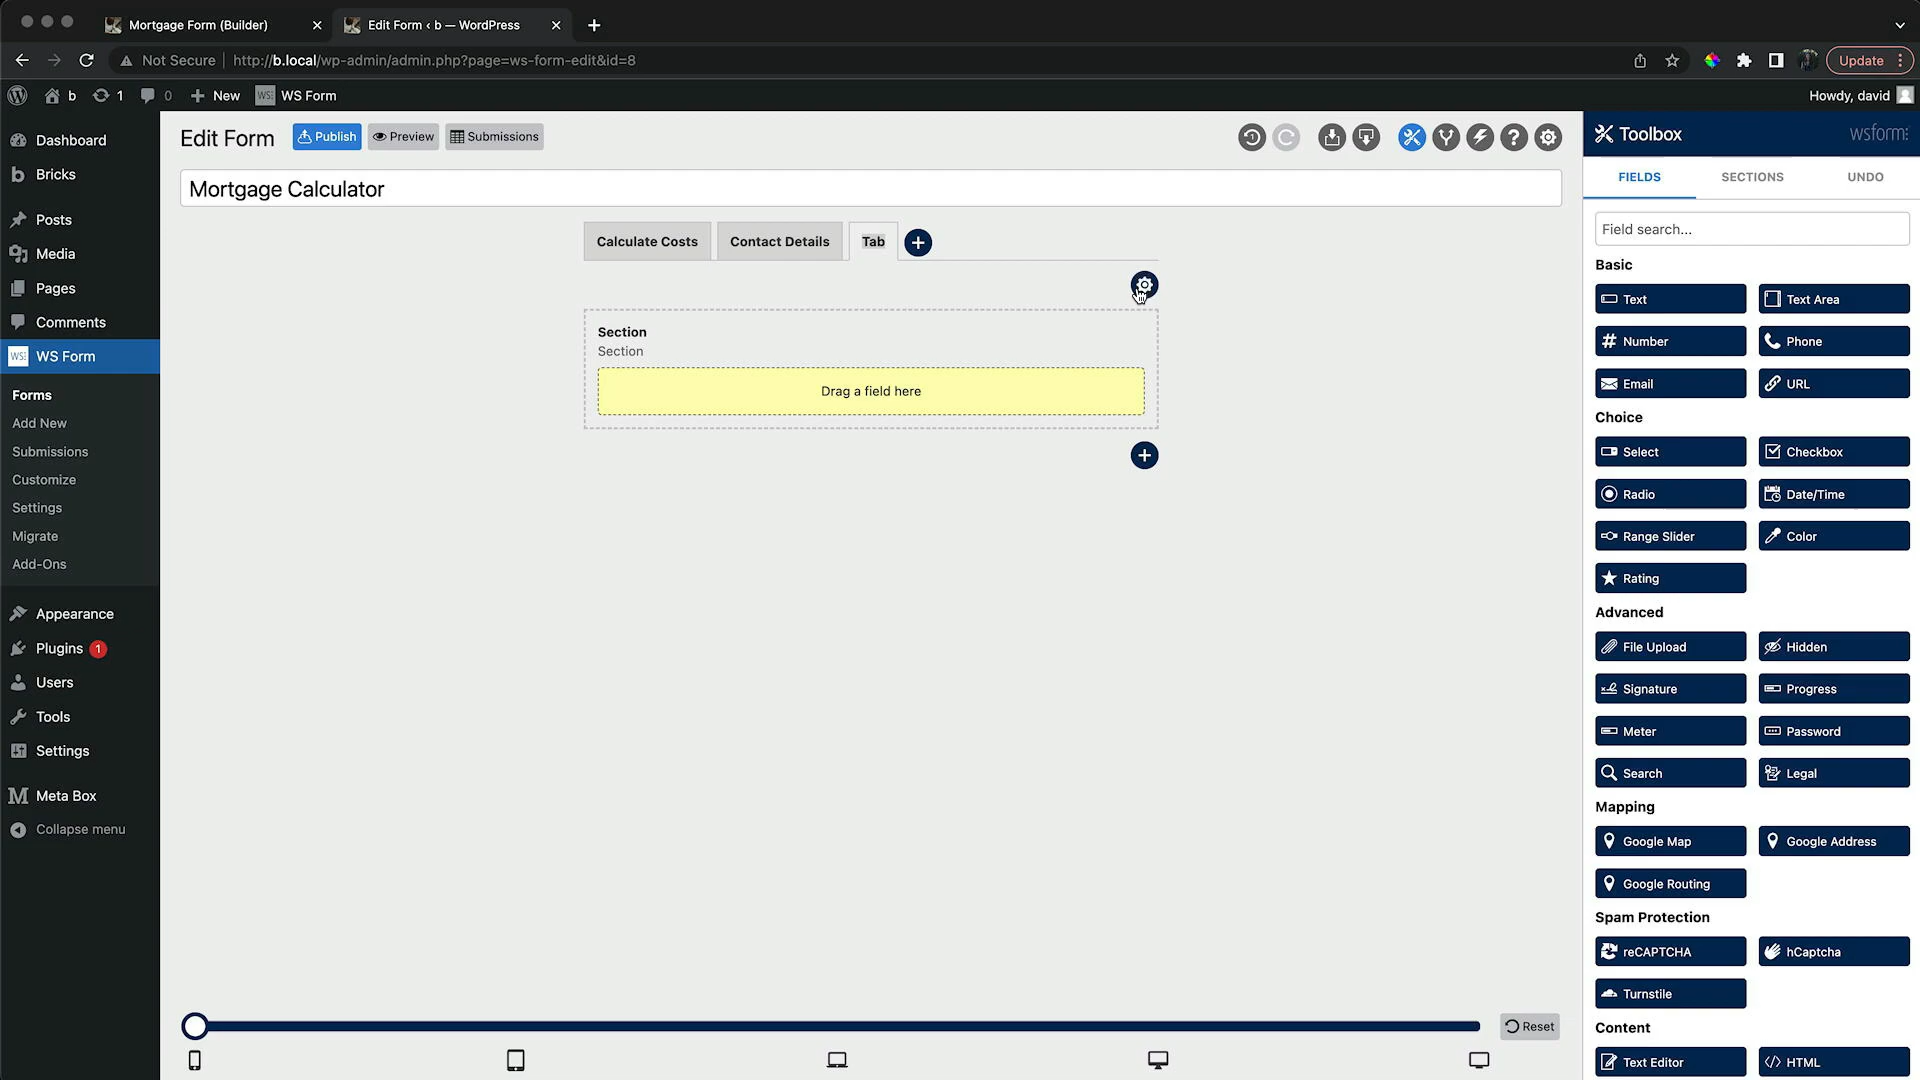 Mortgage Form (Builder)
Edit Form ‹ b — WordPress
Not Secure
http://b.local/wp-admin/admin.php?page=ws-form-edit&id=8
Update
b
1
0
New
WS Form
Howdy, david
Dashboard
Bricks
Posts
Media
Pages
Comments
WS Form
Forms
Add New
Submissions
Customize
Settings
Migrate
Add-Ons
Appearance
Plugins 1
Users
Tools
Settings
Meta Box
Collapse menu
Edit Form
Publish
Preview
Submissions
Mortgage Calculator
Calculate Costs
Contact Details
Tab
Section
Section
Drag a field here
Reset
Toolbox
wsform
FIELDS
SECTIONS
UNDO
Field search...
Basic
Text
Text Area
Number
Phone
Email
URL
Choice
Select
Checkbox
Radio
Date/Time
Range Slider
Color
Rating
Advanced
File Upload
Hidden
Signature
Progress
Meter
Password
Search
Legal
Mapping
Google Map
Google Address
Google Routing
Spam Protection
reCAPTCHA
hCaptcha
Turnstile
Content
Text Editor
HTML